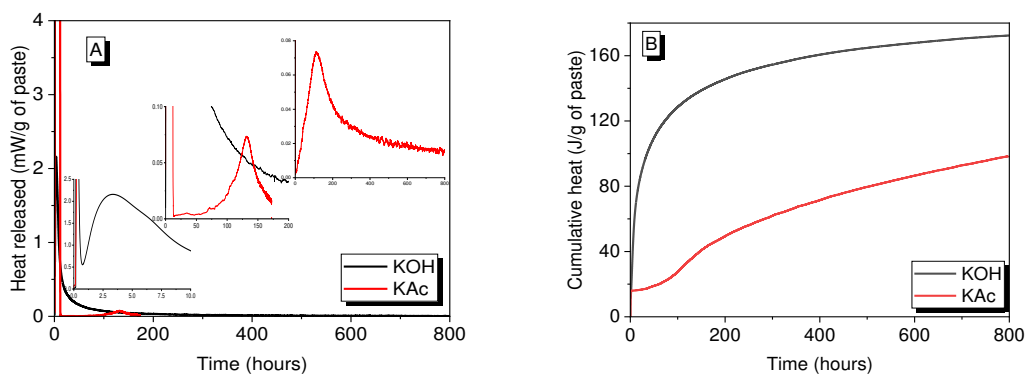 A
Heat released (mW/g of paste)
4
3
2
1
0
0 200 400 600 800
Time (hours)
KOH
KAc
2.5
2.0
1.5
1.0
0.5
0.0
0.0 2.5 5.0 7.5 10.0
0.10
0.05
0.00
0 50 100 150 200
0.08
0.06
0.04
0.02
0.00
0 200 400 600 800
B
Cumulative heat (J/g of paste)
160
120
80
40
0
0 200 400 600 800
Time (hours)
KOH
KAc